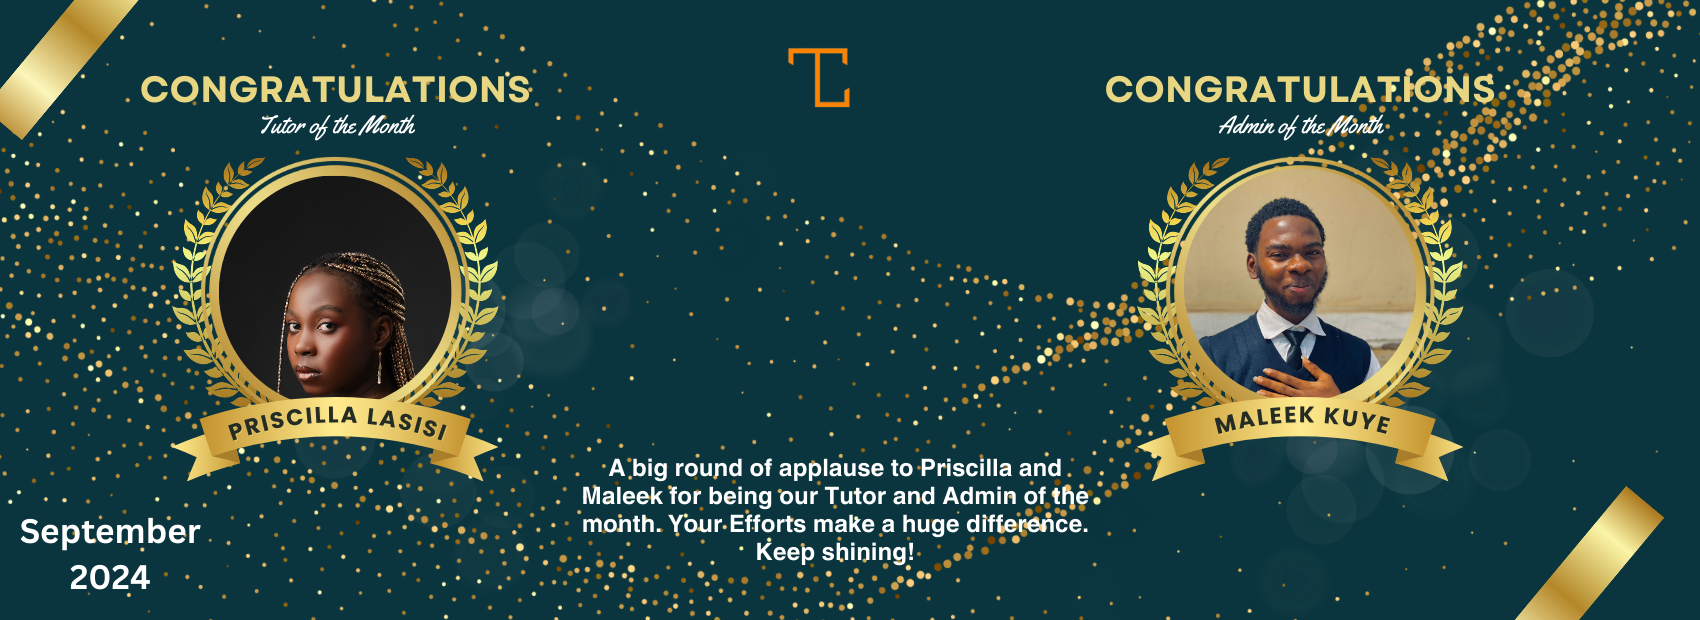 CONGRATULATIONS
Tutor of the Month
PRISCILLA LASISI
TL
CONGRATULATIONS
Admin of the Month
MALEEK KUYE
A big round of applause to Priscilla and
Maleek for being our Tutor and Admin of the
month. Your Efforts make a huge difference.
Keep shining!
September
2024